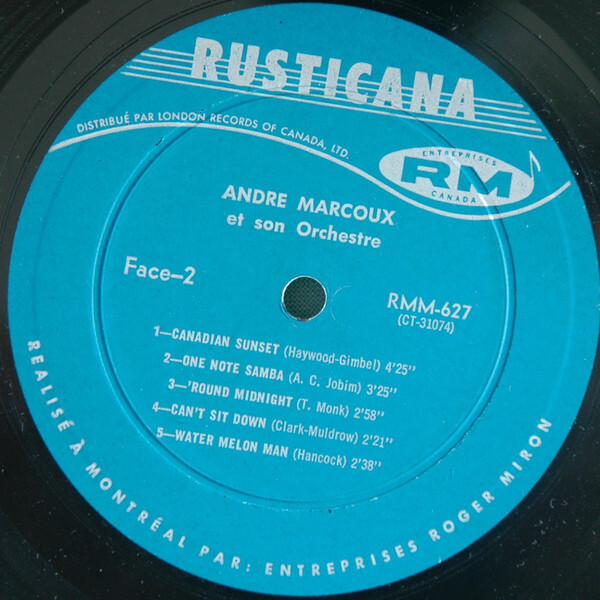 RUSTICANA
DISTRIBUÉ PAR LONDON RECORDS OF CANADA, LTD.
ENTREPRISES
RM
CANADA
ANDRE MARCOUX
et son Orchestre
Face-2
RMM-627
(CT-31074)
1—CANADIAN SUNSET (Haywood-Gimbel) 4'25"
2—ONE NOTE SAMBA (A. C. Jobim) 3'25"
3—'ROUND MIDNIGHT (T. Monk) 2'58"
4—CAN'T SIT DOWN (Clark-Muldrow) 2'21"
5—WATER MELON MAN (Hancock) 2'38"
REALISÉ À MONTRÉAL PAR: ENTREPRISES ROGER MIRON